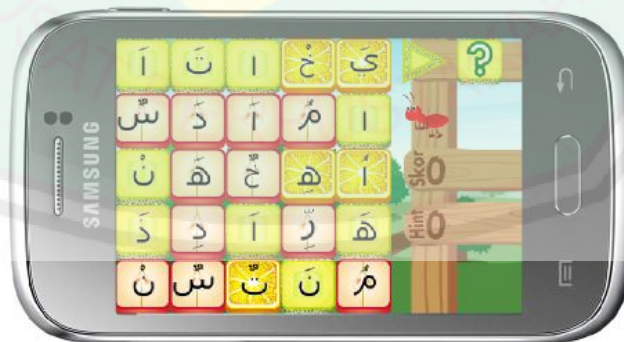 SAMSUNG
يَ خْ ا تَ اَ
ا مُ اَ دَ سٌ
اُ هِ حٌ هَ نْ
هَ رِّ اَ دِ دَ
مُ نَ تٌ سٌ نْ
?
Skor 0
Hint 0